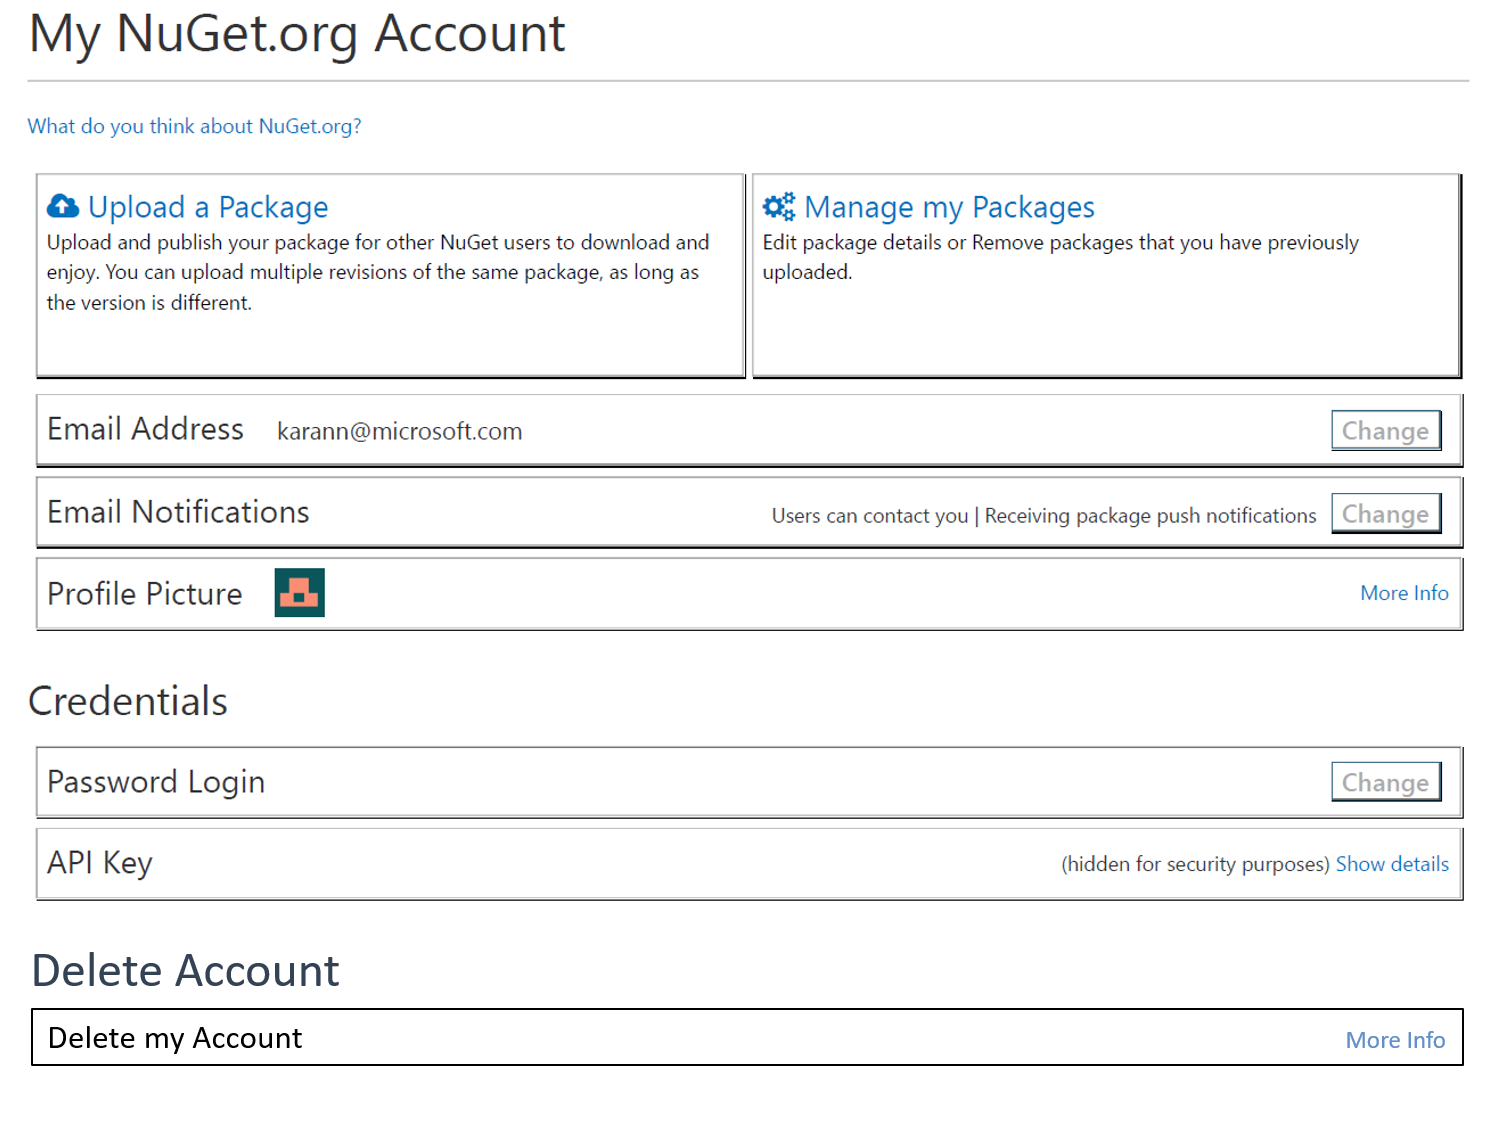 My NuGet.org Account
What do you think about NuGet.org?
Upload a Package
Upload and publish your package for other NuGet users to download and
enjoy. You can upload multiple revisions of the same package, as long as
the version is different.
Manage my Packages
Edit package details or Remove packages that you have previously
uploaded.
Email Address karann@microsoft.com Change
Email Notifications Users can contact you | Receiving package push notifications Change
Profile Picture More Info
Credentials
Password Login Change
API Key (hidden for security purposes) Show details
Delete Account
Delete my Account More Info